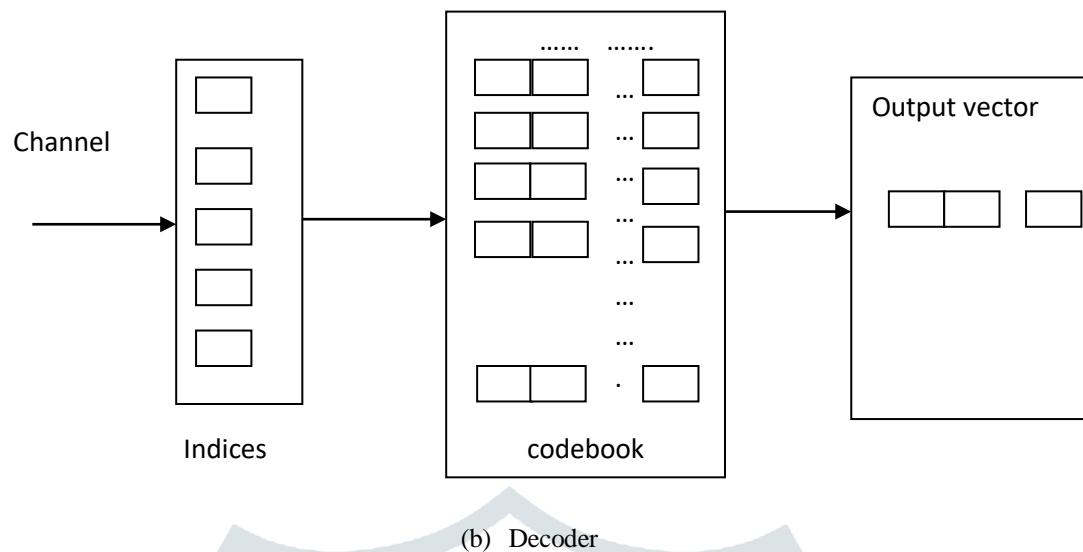 …… …….
Output vector
Channel
…
…
…
…
…
…
…
.
Indices
codebook
(b) Decoder